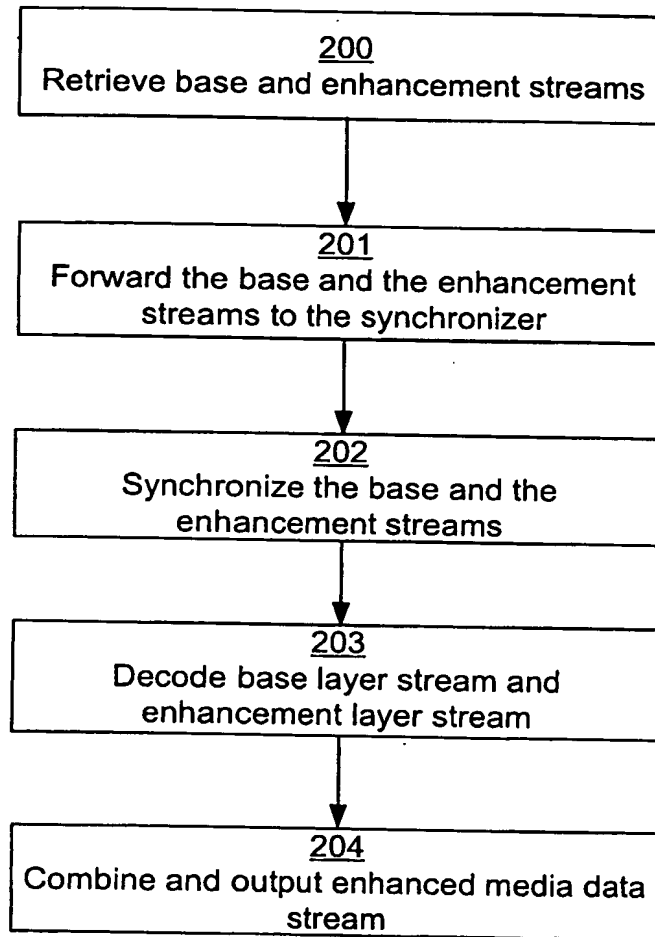 200
Retrieve base and enhancement streams
201
Forward the base and the enhancement
streams to the synchronizer
202
Synchronize the base and the
enhancement streams
203
Decode base layer stream and
enhancement layer stream
204
Combine and output enhanced media data
stream